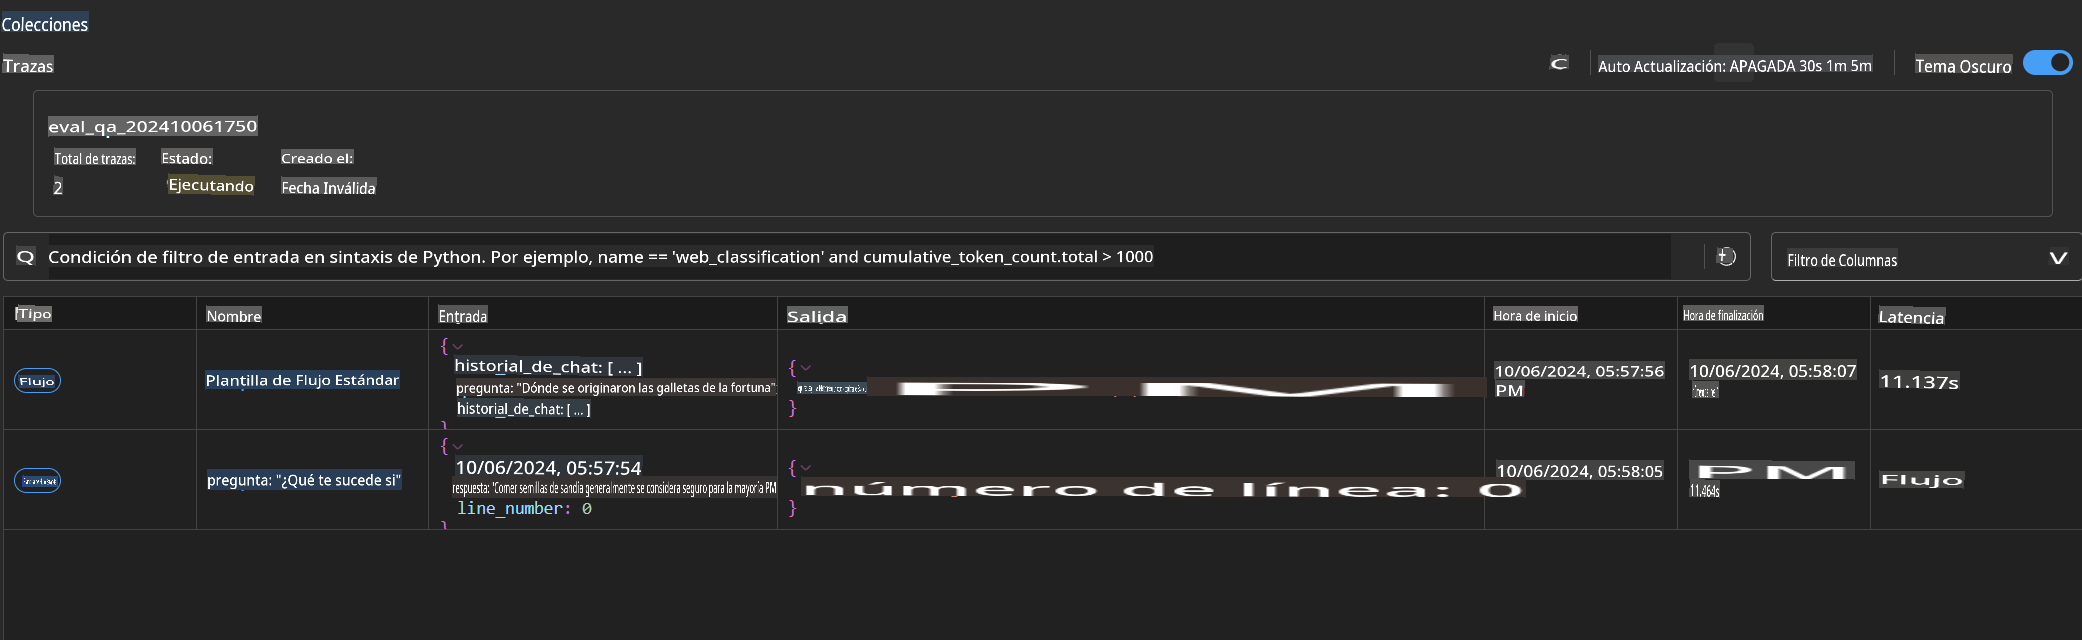 Colecciones
Trazas
C
Auto Actualización: APAGADA 30s 1m 5m
Tema Oscuro
eval_qa_202410061750
Total de trazas: Estado: Creado el:
2 Ejecutando Fecha Inválida
Q Condición de filtro de entrada en sintaxis de Python. Por ejemplo, name == 'web_classification' and cumulative_token_count.total > 1000
Filtro de Columnas
Tipo Nombre Entrada Salida Hora de inicio Hora de finalización Latencia
Flujo
Plantilla de Flujo Estándar
{
historial_de_chat: [ ... ]
pregunta: "Dónde se originaron las galletas de la fortuna"
historial_de_chat: [ ... ]
}
{
PM
}
10/06/2024, 05:57:56
PM
10/06/2024, 05:58:07
11.137s
pregunta: "¿Qué te sucede si"
{
10/06/2024, 05:57:54
respuesta: "Comer semillas de sandía generalmente se considera seguro para la mayoría PM
line_number: 0
}
{
número de línea: 0
}
10/06/2024, 05:58:05
PM
11.464s
Flujo